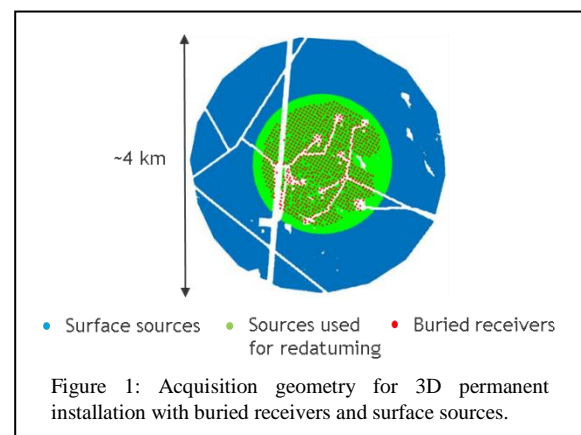 ~4 km
Surface sources
Sources used
for redatuming
Buried receivers
Figure 1: Acquisition geometry for 3D permanent
installation with buried receivers and surface sources.